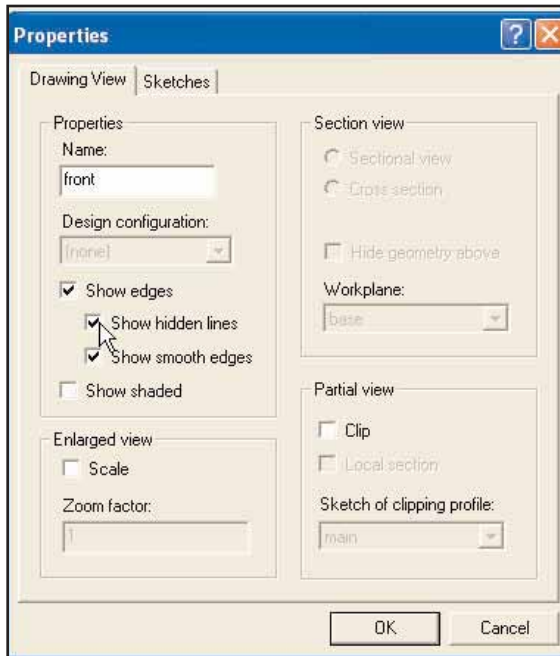 Properties
Drawing View
Sketches
Properties
Name:
front
Design configuration:
(none)
Show edges
Show hidden lines
Show smooth edges
Show shaded
Enlarged view
Scale
Zoom factor:
1
Section view
Sectional view
Cross section
Hide geometry above
Workplane:
base
Partial view
Clip
Local section
Sketch of clipping profile:
main
OK
Cancel